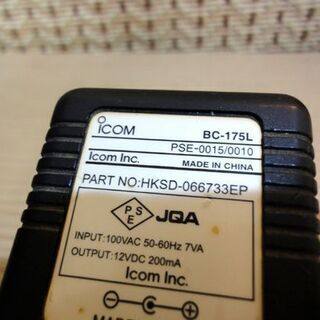 ICOM BC-175L
PSE-0015/0010
Icom Inc. MADE IN CHINA
PART NO:HKSD-066733EP
PSE JQA
INPUT:100VAC 50-60Hz 7VA
OUTPUT:12VDC 200mA
Icom Inc.